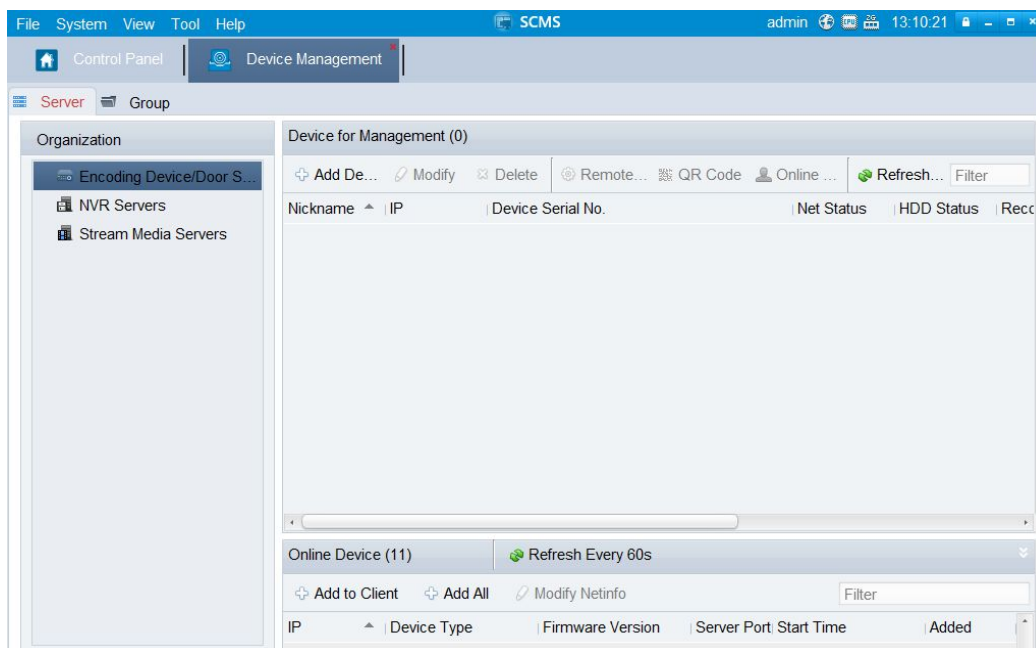 File System View Tool Help SCMS admin 13:10:21
Control Panel Device Management
Server Group
Organization
Encoding Device/Door S...
NVR Servers
Stream Media Servers
Device for Management (0)
Add De... Modify Delete Remote... QR Code Online ... Refresh... Filter
Nickname IP Device Serial No. Net Status HDD Status Recc
Online Device (11) Refresh Every 60s
Add to Client Add All Modify Netinfo Filter
IP Device Type Firmware Version Server Port Start Time Added